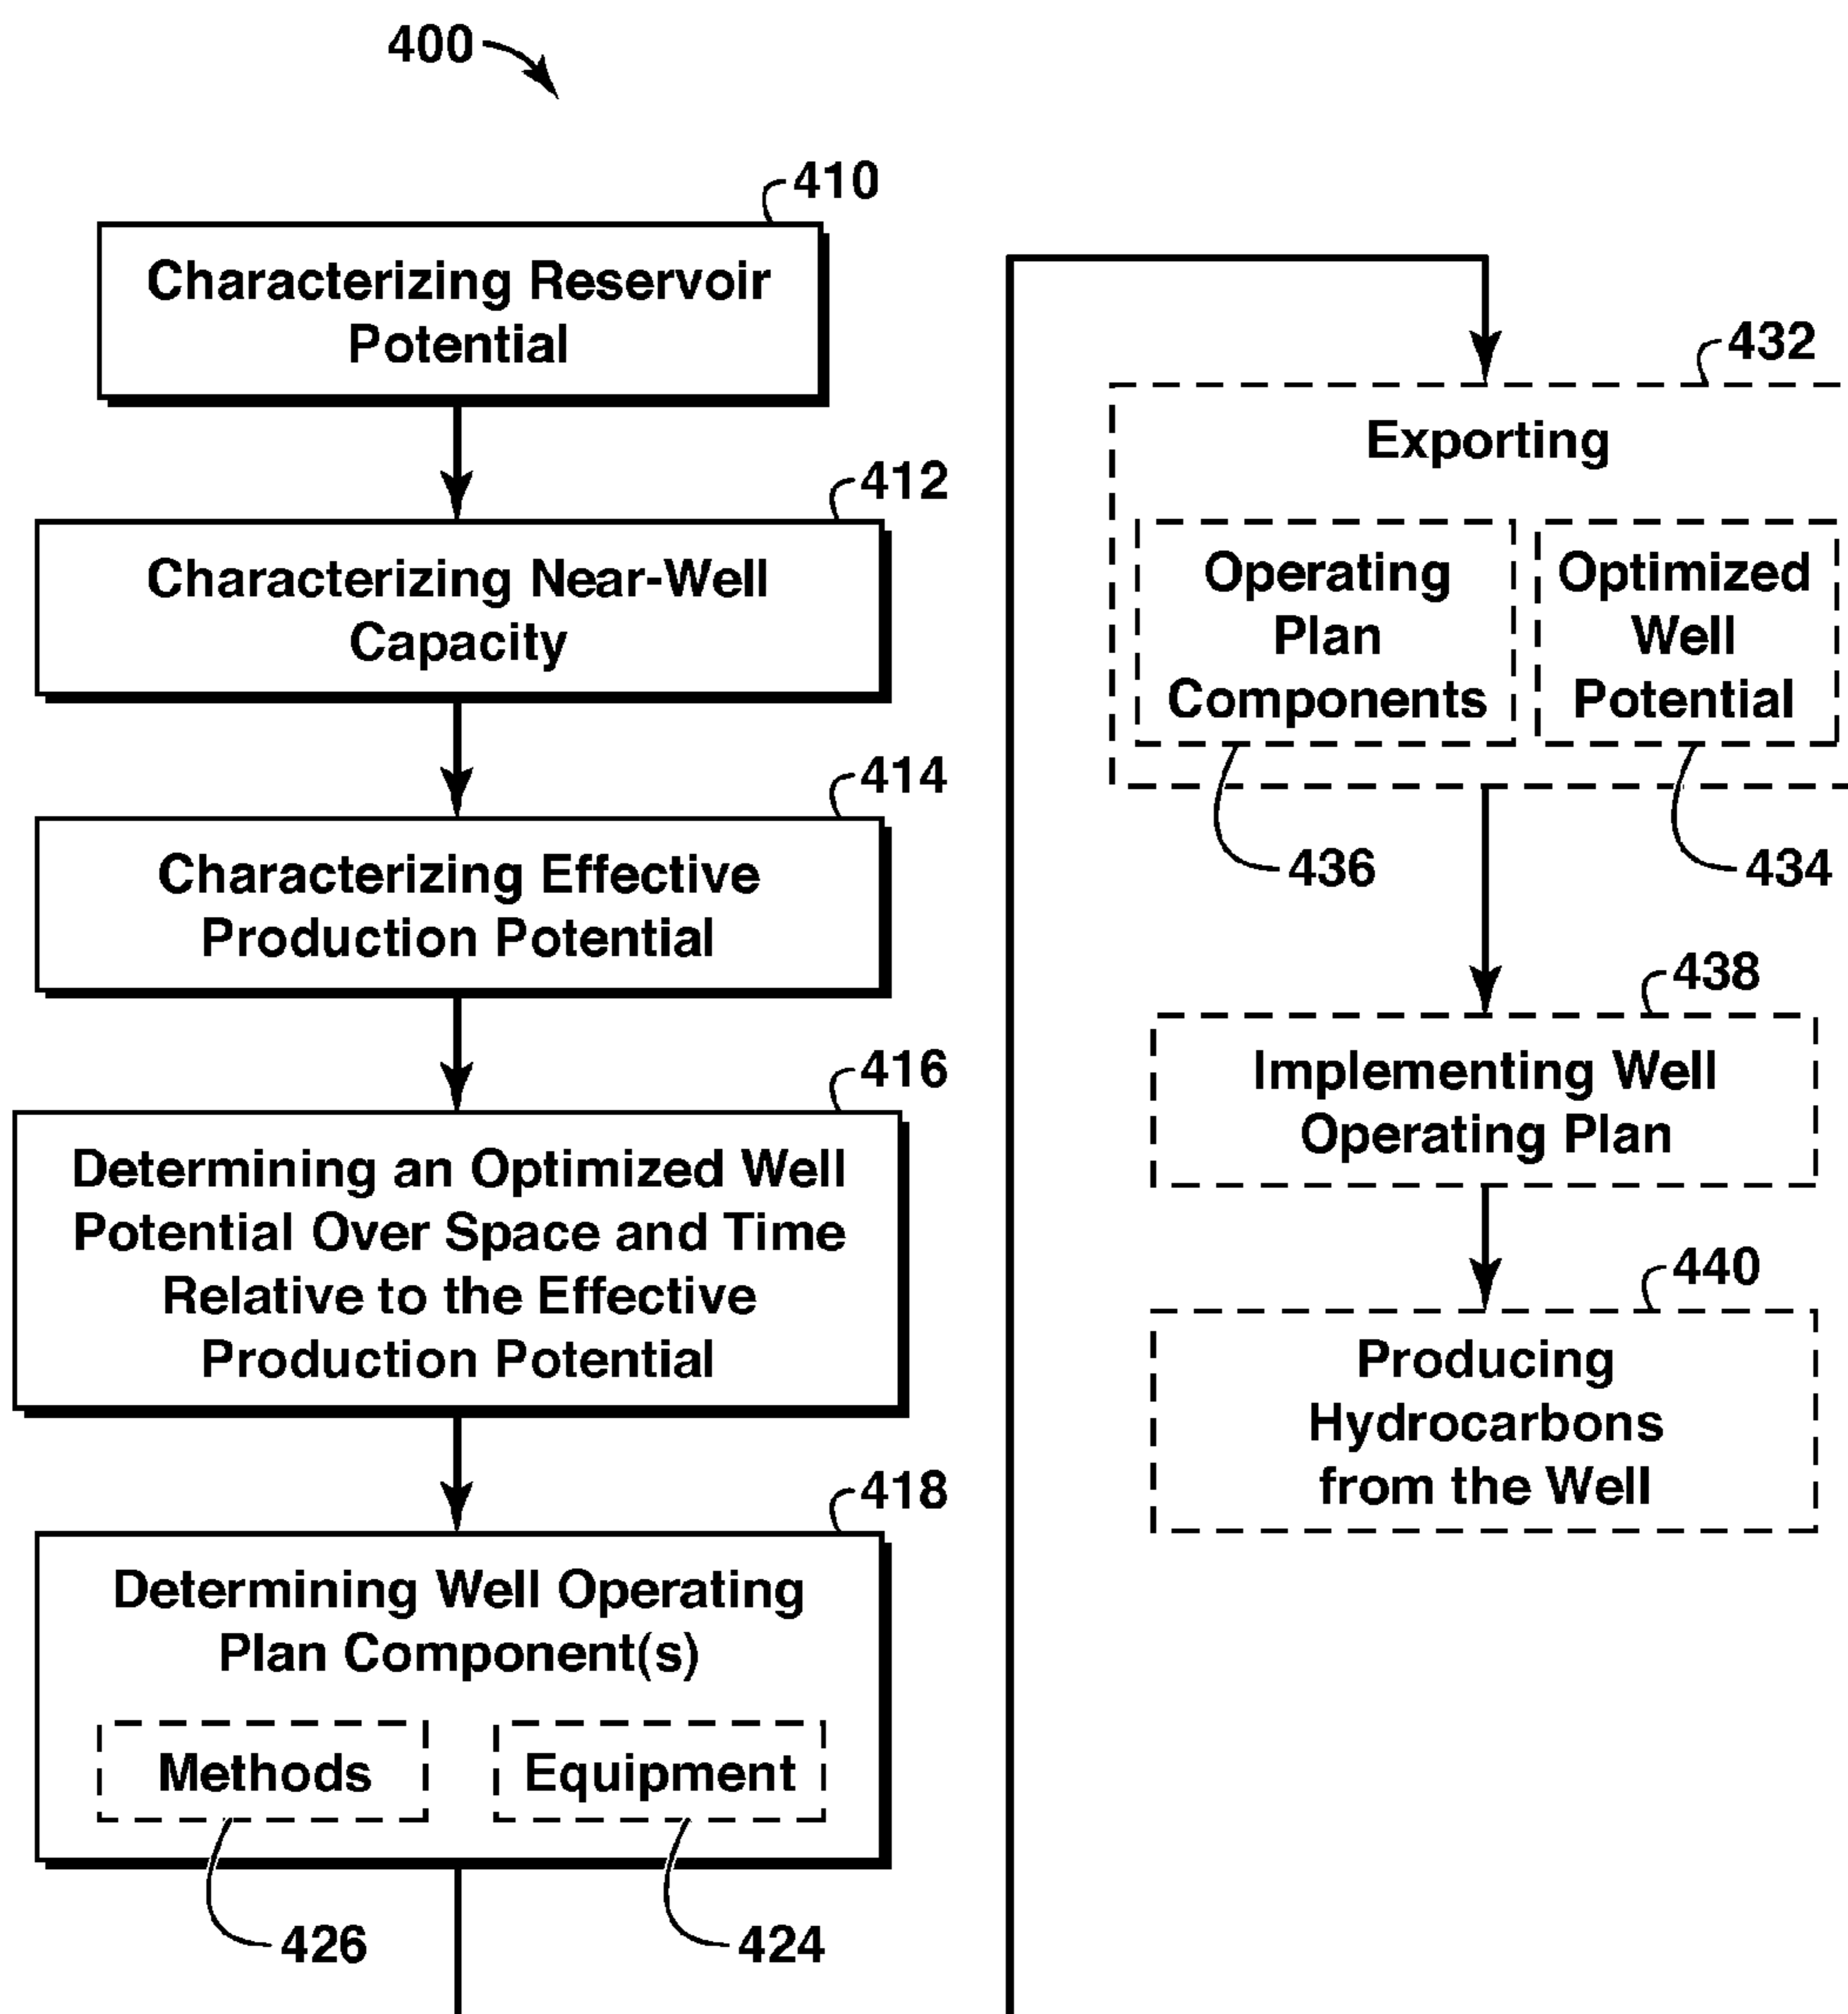 400
410
Characterizing Reservoir
Potential
412
Characterizing Near-Well
Capacity
414
Characterizing Effective
Production Potential
416
Determining an Optimized Well
Potential Over Space and Time
Relative to the Effective
Production Potential
418
Determining Well Operating
Plan Component(s)
Methods
Equipment
426
424
432
Exporting
Operating
Plan
Components
Optimized
Well
Potential
436
434
438
Implementing Well
Operating Plan
440
Producing
Hydrocarbons
from the Well